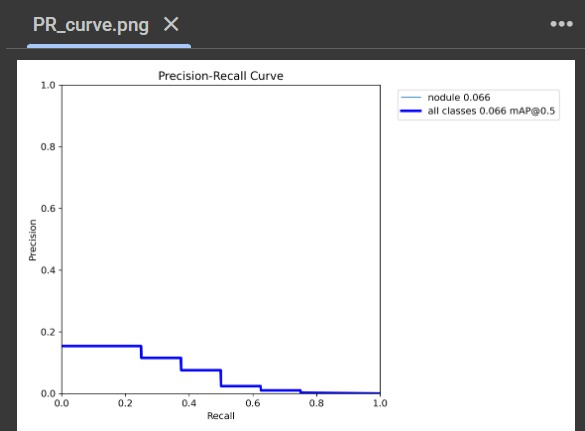 PR_curve.png
Precision-Recall Curve
1.0
0.8
0.6
0.4
0.2
0.0
Precision
0.0 0.2 0.4 0.6 0.8 1.0
Recall
nodule 0.066
all classes 0.066 mAP@0.5